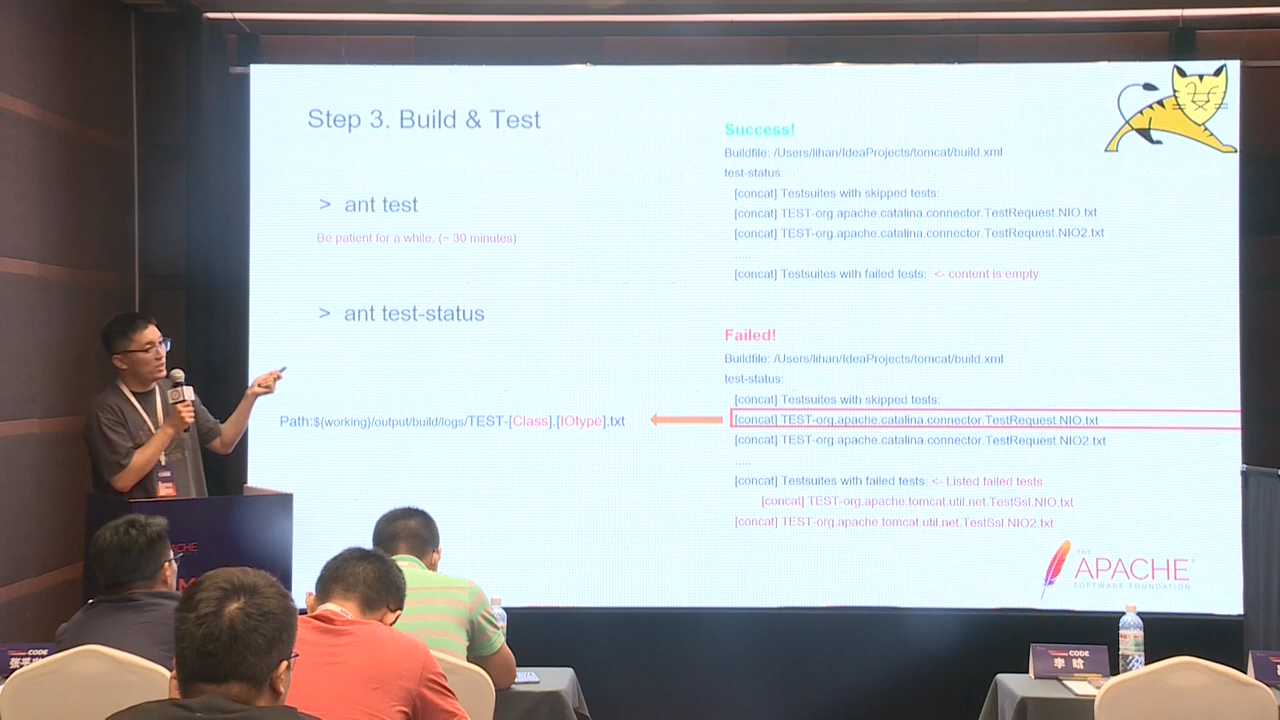 Step 3. Build & Test
> ant test
Be patient for a while. (~ 30 minutes)
> ant test-status
Path:${working}/output/build/logs/TEST-[Class].[IOtype].txt
Success!
Buildfile: /Users/lihan/IdeaProjects/tomcat/build.xml
test-status:
[concat] Testsuites with skipped tests:
[concat] TEST-org.apache.catalina.connector.TestRequest.NIO.txt
[concat] TEST-org.apache.catalina.connector.TestRequest.NIO2.txt
.....
[concat] Testsuites with failed tests: <- content is empty
Failed!
Buildfile: /Users/lihan/IdeaProjects/tomcat/build.xml
test-status:
[concat] Testsuites with skipped tests:
[concat] TEST-org.apache.catalina.connector.TestRequest.NIO.txt
[concat] TEST-org.apache.catalina.connector.TestRequest.NIO2.txt
.....
[concat] Testsuites with failed tests: <- Listed failed tests
[concat] TEST-org.apache.tomcat.util.net.TestSsl.NIO.txt
[concat] TEST-org.apache.tomcat.util.net.TestSsl.NIO2.txt
THE
APACHE
SOFTWARE FOUNDATION
CODE
李 晗